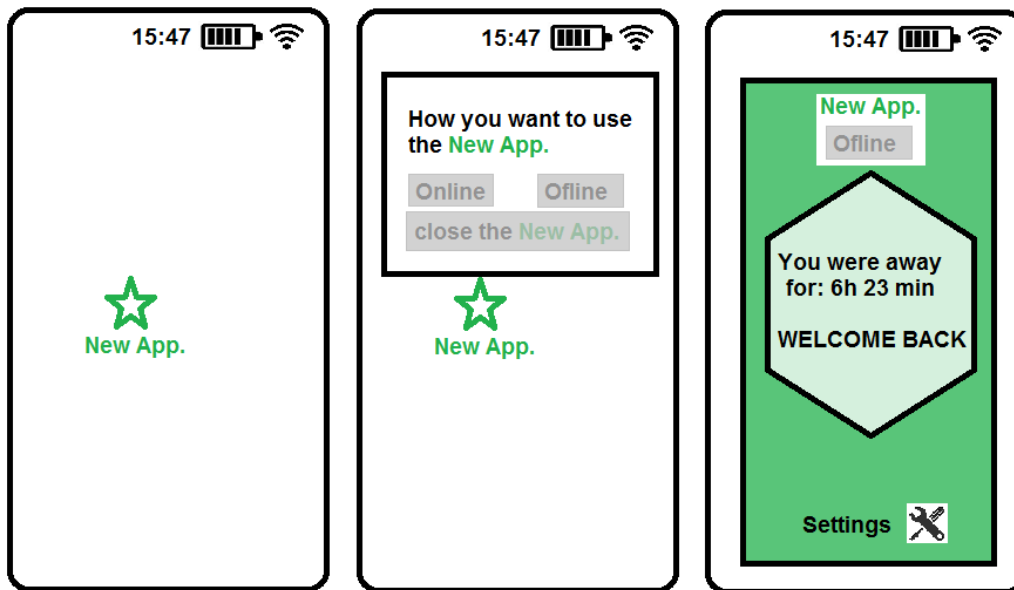 15:47
New App.
15:47
How you want to use
the New App.
Online
Ofline
close the New App.
New App.
15:47
New App.
Ofline
You were away
for: 6h 23 min
WELCOME BACK
Settings